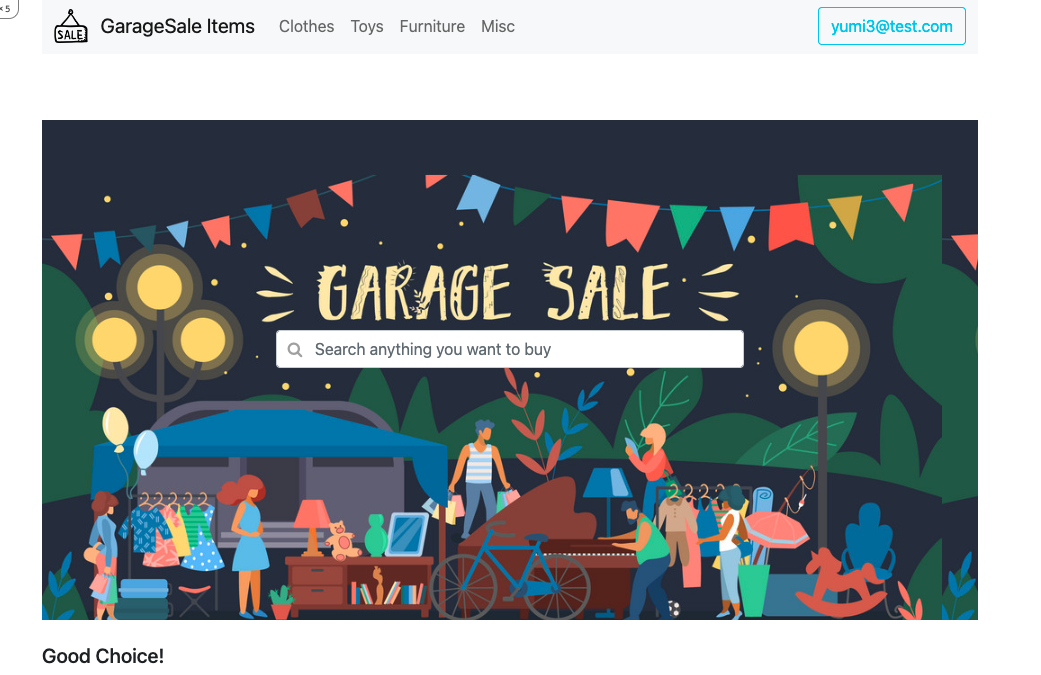 ×5
SALE
GarageSale Items
Clothes
Toys
Furniture
Misc
yumi3@test.com
GARAGE SALE
Search anything you want to buy
Good Choice!